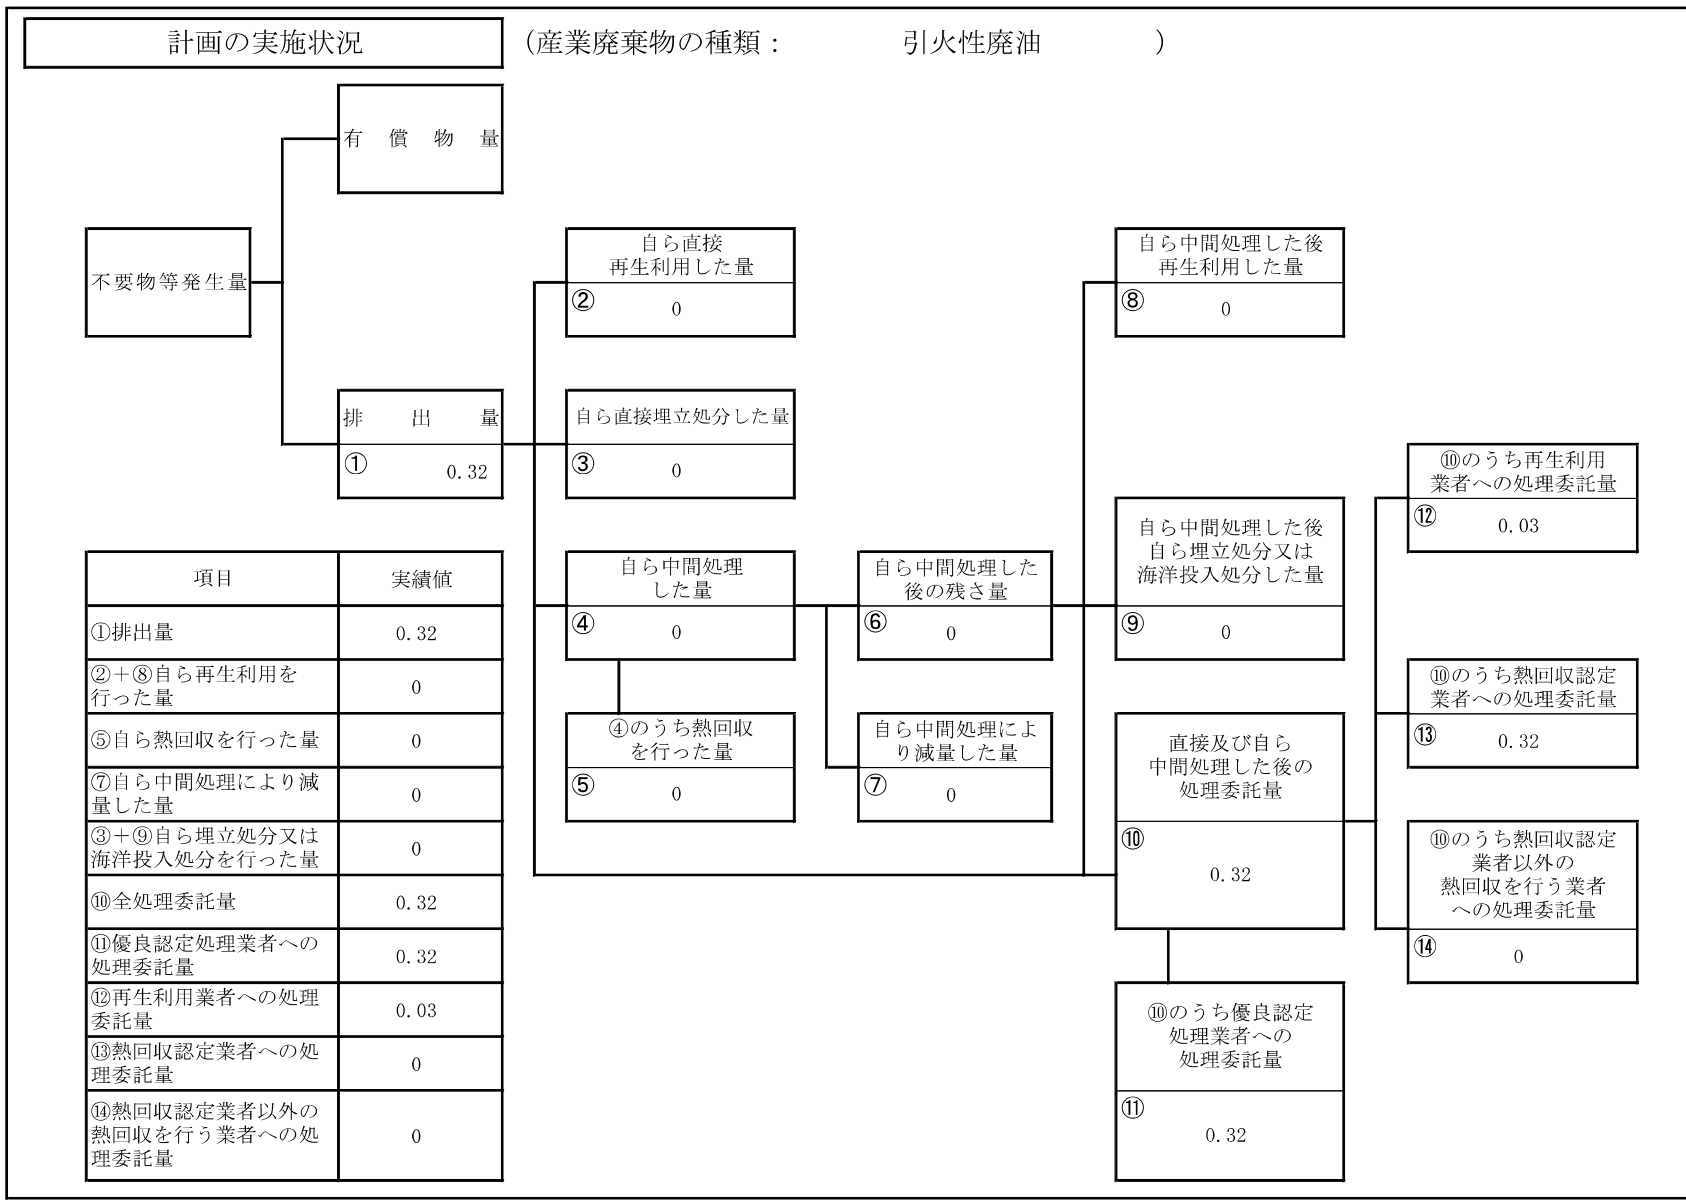 計画の実施状況
(産業廃棄物の種類： 引火性廃油 )
有償物量
不要物等発生量
自ら直接
再生利用した量
②
0
自ら中間処理した後
再生利用した量
⑧
0
排出量
①
0.32
自ら直接埋立処分した量
③
0
⑩のうち再生利用
業者への処理委託量
⑫
0.03
自ら中間処理した後
自ら埋立処分又は
海洋投入処分した量
⑨
0
自ら中間処理
した量
④
0
自ら中間処理した
後の残さ量
⑥
0
⑩のうち熱回収認定
業者への処理委託量
⑬
0.32
④のうち熱回収
を行った量
⑤
0
自ら中間処理によ
り減量した量
⑦
0
直接及び自ら
中間処理した後の
処理委託量
⑩
0.32
⑩のうち熱回収認定
業者以外の
熱回収を行う業者
への処理委託量
⑭
0
⑩のうち優良認定
処理業者への
処理委託量
⑪
0.32
項目 実績値
①排出量 0.32
②＋⑧自ら再生利用を
行った量
0
⑤自ら熱回収を行った量 0
⑦自ら中間処理により減
量した量
0
③＋⑨自ら埋立処分又は
海洋投入処分を行った量
0
⑩全処理委託量 0.32
⑪優良認定処理業者への
処理委託量
0.32
⑫再生利用業者への処理
委託量
0.03
⑬熱回収認定業者への処
理委託量
0
⑭熱回収認定業者以外の
熱回収を行う業者への処
理委託量
0